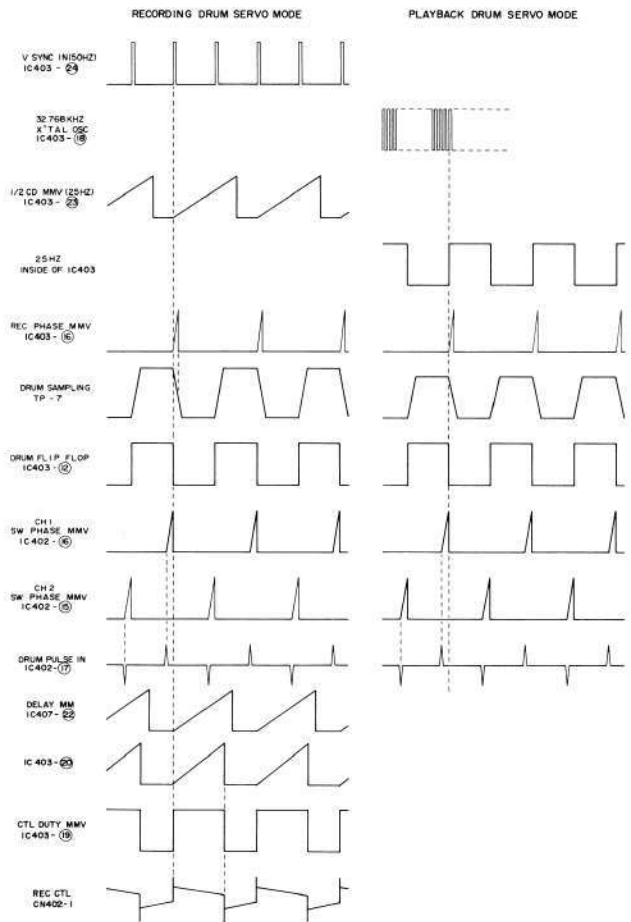 RECORDING DRUM SERVO MODE
PLAYBACK DRUM SERVO MODE
V SYNC IN(50HZ)
IC403 - 24
32.768KHZ
X'TAL OSC
IC403 - 18
1/2 CD MMV (25HZ)
IC403 - 23
25HZ
INSIDE OF IC403
REC PHASE MMV
IC403 - 16
DRUM SAMPLING
TP - 7
DRUM FLIP FLOP
IC403 - 12
CH1
SW PHASE MMV
IC402 - 16
CH2
SW PHASE MMV
IC402 - 15
DRUM PULSE IN
IC402 - 17
DELAY MM
IC407 - 22
IC 403 - 20
CTL DUTY MMV
IC403 - 19
REC CTL
CN402-1